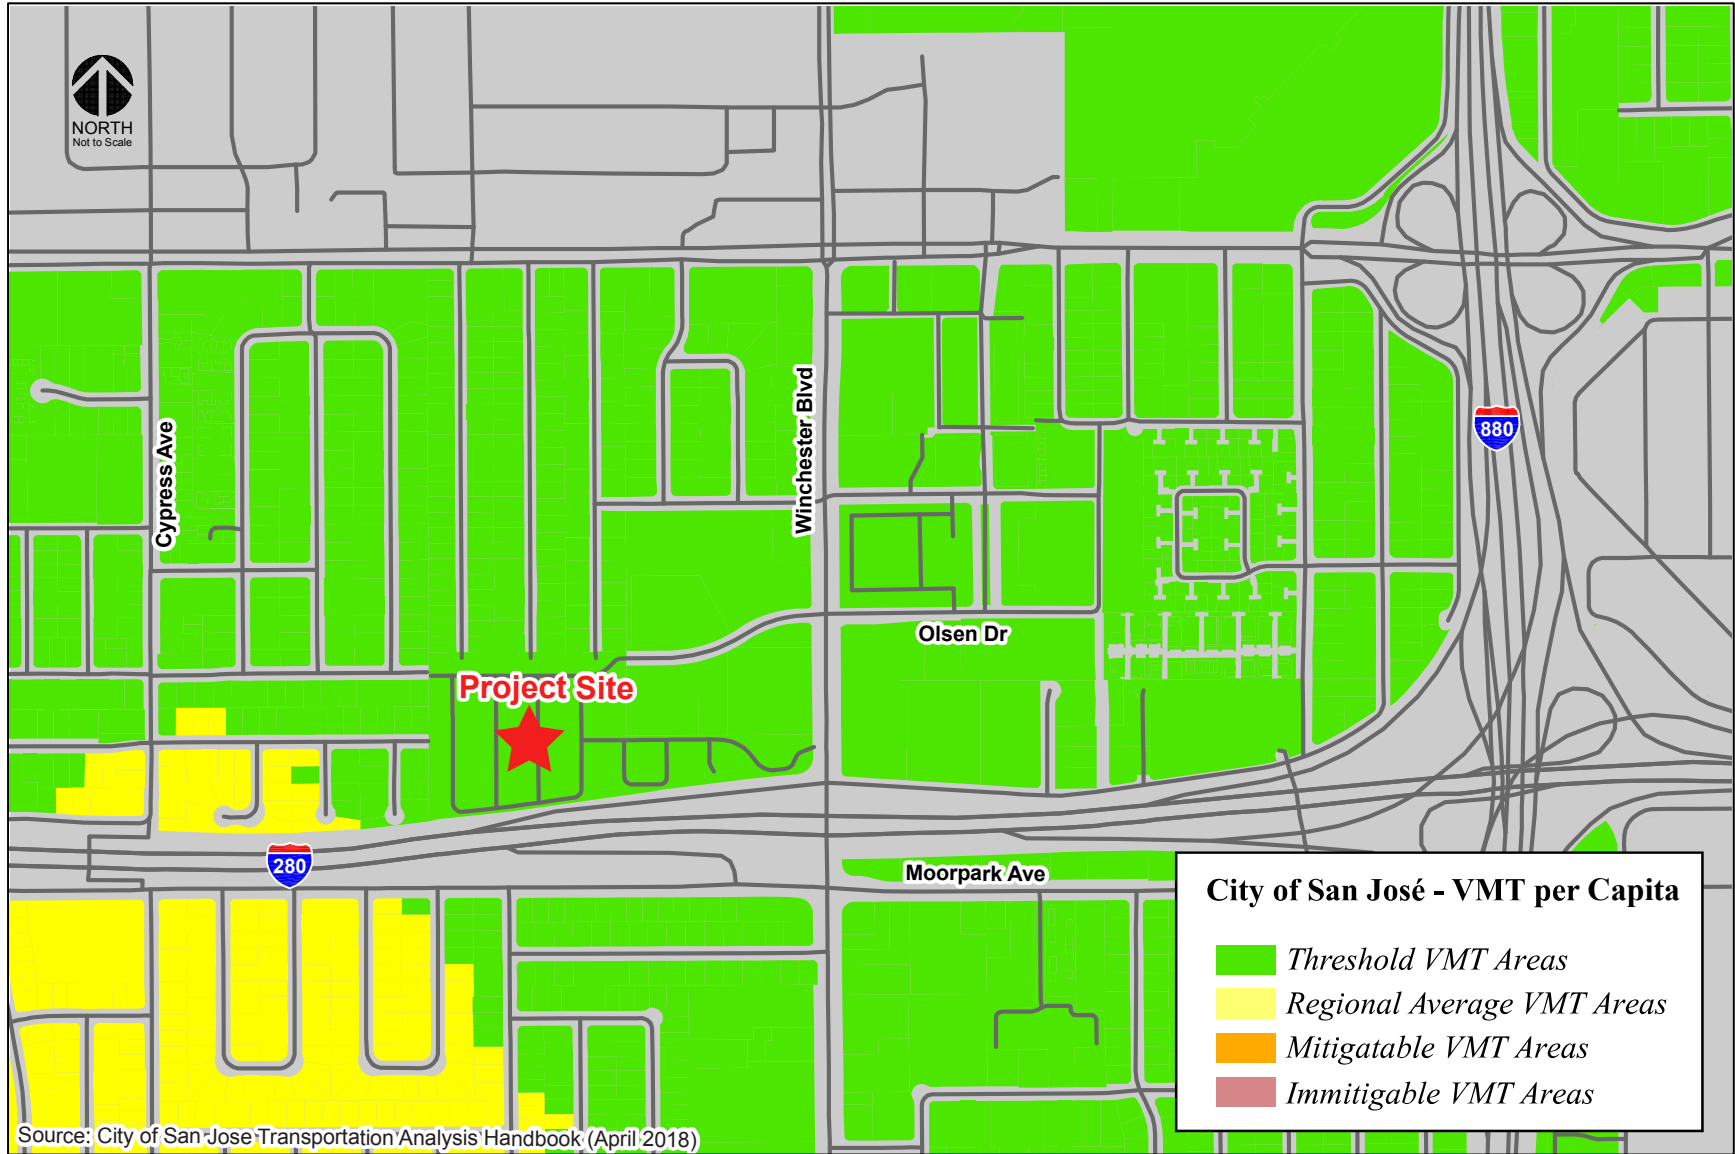 NORTH
Not to Scale
Cypress Ave
Winchester Blvd
880
Olsen Dr
Project Site
280
Moorpark Ave
City of San José - VMT per Capita
Threshold VMT Areas
Regional Average VMT Areas
Mitigatable VMT Areas
Immitigable VMT Areas
Source: City of San Jose Transportation Analysis Handbook (April 2018)